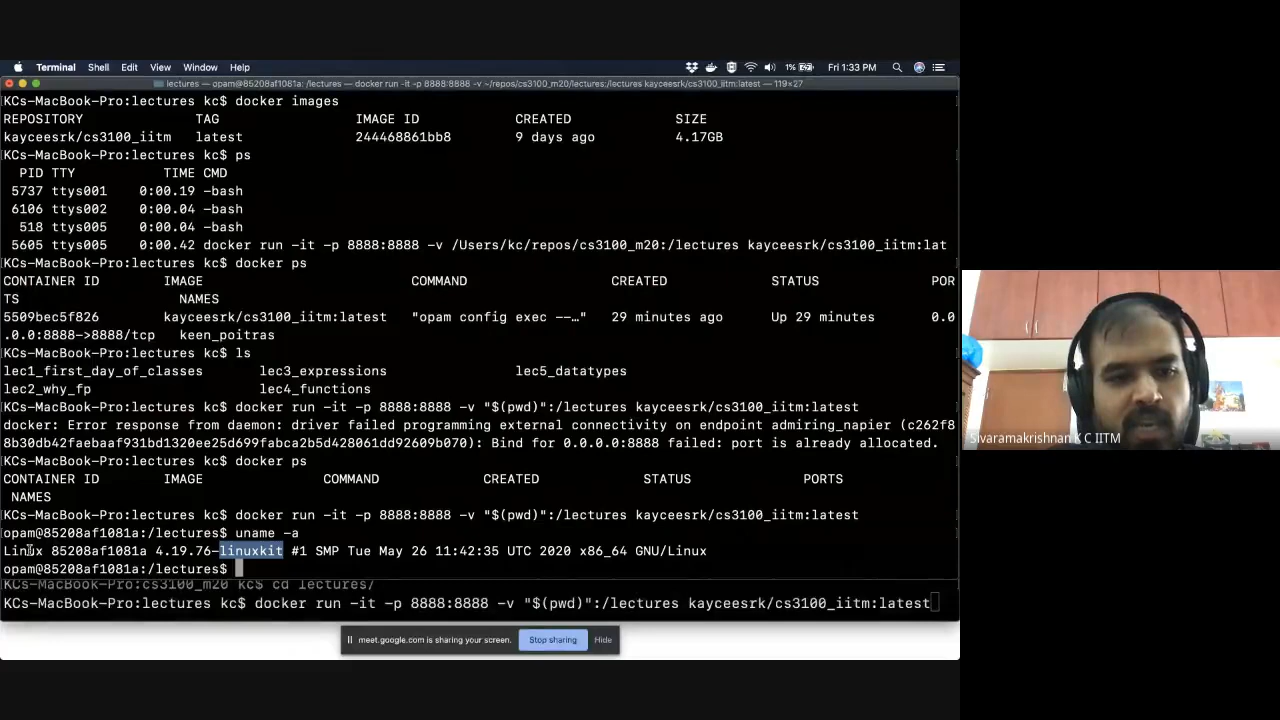 Terminal Shell Edit View Window Help 1% Fri 1:33 PM
lectures — opam@85208af1081a: /lectures — docker run -it -p 8888:8888 -v ~/repos/cs3100_m20/lectures:/lectures kayceesrk/cs3100_iitm:latest — 119×27
KCs-MacBook-Pro:lectures kc$ docker images
REPOSITORY TAG IMAGE ID CREATED SIZE
kayceesrk/cs3100_iitm latest 244468861bb8 9 days ago 4.17GB
KCs-MacBook-Pro:lectures kc$ ps
PID TTY TIME CMD
5737 ttys001 0:00.19 -bash
6106 ttys002 0:00.04 -bash
518 ttys005 0:00.04 -bash
5605 ttys005 0:00.42 docker run -it -p 8888:8888 -v /Users/kc/repos/cs3100_m20:/lectures kayceesrk/cs3100_iitm:lat
KCs-MacBook-Pro:lectures kc$ docker ps
CONTAINER ID IMAGE COMMAND CREATED STATUS POR
TS NAMES
5509bec5f826 kayceesrk/cs3100_iitm:latest "opam config exec --…" 29 minutes ago Up 29 minutes 0.0
.0.0:8888->8888/tcp keen_poitras
KCs-MacBook-Pro:lectures kc$ ls
lec1_first_day_of_classes lec3_expressions lec5_datatypes
lec2_why_fp lec4_functions
KCs-MacBook-Pro:lectures kc$ docker run -it -p 8888:8888 -v "$(pwd)":/lectures kayceesrk/cs3100_iitm:latest
docker: Error response from daemon: driver failed programming external connectivity on endpoint admiring_napier (c262f8
8b30db42faebaaf931bd1320ee25d699fabca2b5d428061dd92609b070): Bind for 0.0.0.0:8888 failed: port is already allocated.
KCs-MacBook-Pro:lectures kc$ docker ps
CONTAINER ID IMAGE COMMAND CREATED STATUS PORTS
NAMES
KCs-MacBook-Pro:lectures kc$ docker run -it -p 8888:8888 -v "$(pwd)":/lectures kayceesrk/cs3100_iitm:latest
opam@85208af1081a:/lectures$ uname -a
Linux 85208af1081a 4.19.76-linuxkit #1 SMP Tue May 26 11:42:35 UTC 2020 x86_64 GNU/Linux
opam@85208af1081a:/lectures$
KCs-MacBook-Pro:cs3100_m20 kc$ cd lectures/
KCs-MacBook-Pro:lectures kc$ docker run -it -p 8888:8888 -v "$(pwd)":/lectures kayceesrk/cs3100_iitm:latest
meet.google.com is sharing your screen. Stop sharing Hide
Sivaramakrishnan K C IITM